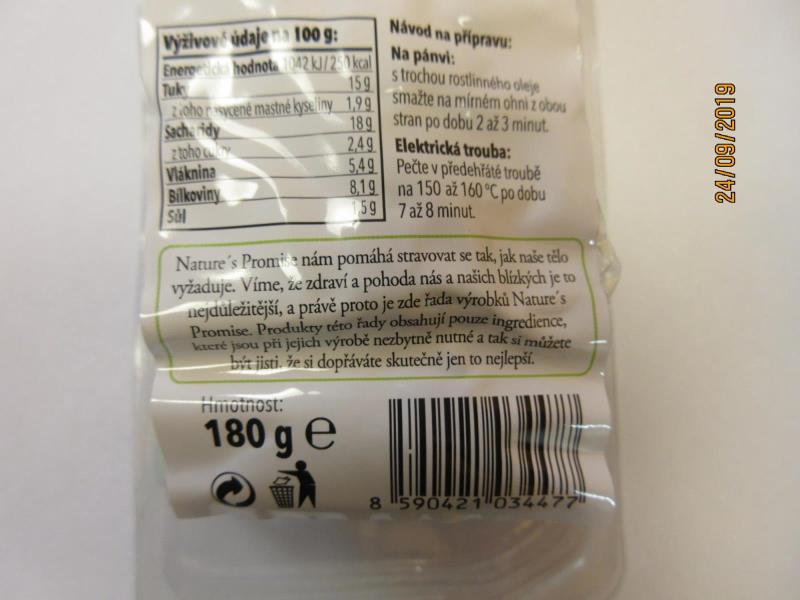 Výživové údaje na 100 g:
Energetická hodnota 1042 kJ/250 kcal
Tuky 15 g
z toho nasycené mastné kyseliny 1,9 g
Sacharidy 18 g
z toho cukry 2,4 g
Vláknina 5,4 g
Bílkoviny 8,1 g
Sůl 1,5 g
Návod na přípravu:
Na pánvi:
s trochou rostlinného oleje
smažte na mírném ohni z obou
stran po dobu 2 až 3 minut.
Elektrická trouba:
Pečte v předehřáté troubě
na 150 až 160 °C po dobu
7 až 8 minut.
Nature´s Promise nám pomáhá stravovat se tak, jak naše tělo
vyžaduje. Víme, že zdraví a pohoda nás a našich blízkých je to
nejdůležitější, a právě proto je zde řada výrobků Nature´s
Promise. Produkty této řady obsahují pouze ingredience,
které jsou při jejich výrobě nezbytně nutné a tak si můžete
být jisti, že si dopřáváte skutečně jen to nejlepší.
Hmotnost:
180 g e
8 590421 034477
24/09/2019